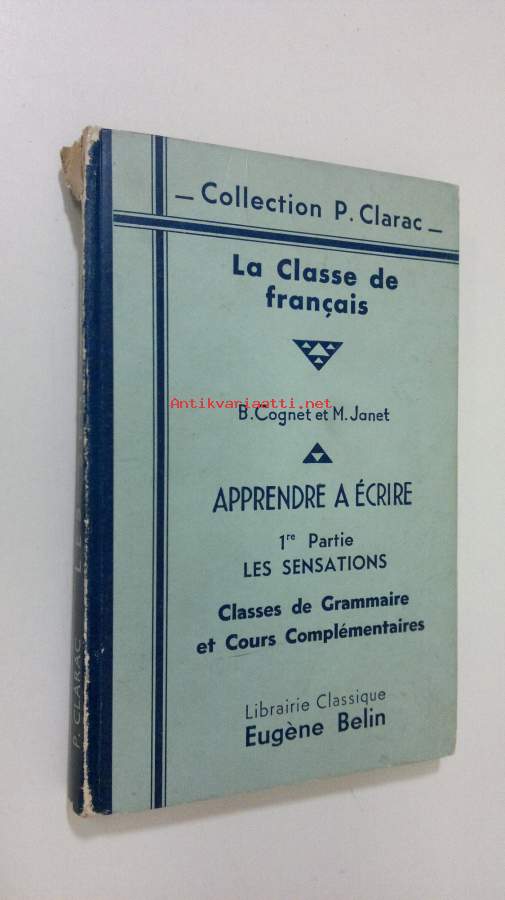 — Collection P. Clarac —
La Classe de
français
Antikvariaatti.net
B. Cognet et M. Janet
APPRENDRE A ÉCRIRE
1re Partie
LES SENSATIONS
Classes de Grammaire
et Cours Complémentaires
Librairie Classique
Eugène Belin
P. CLARAC LES